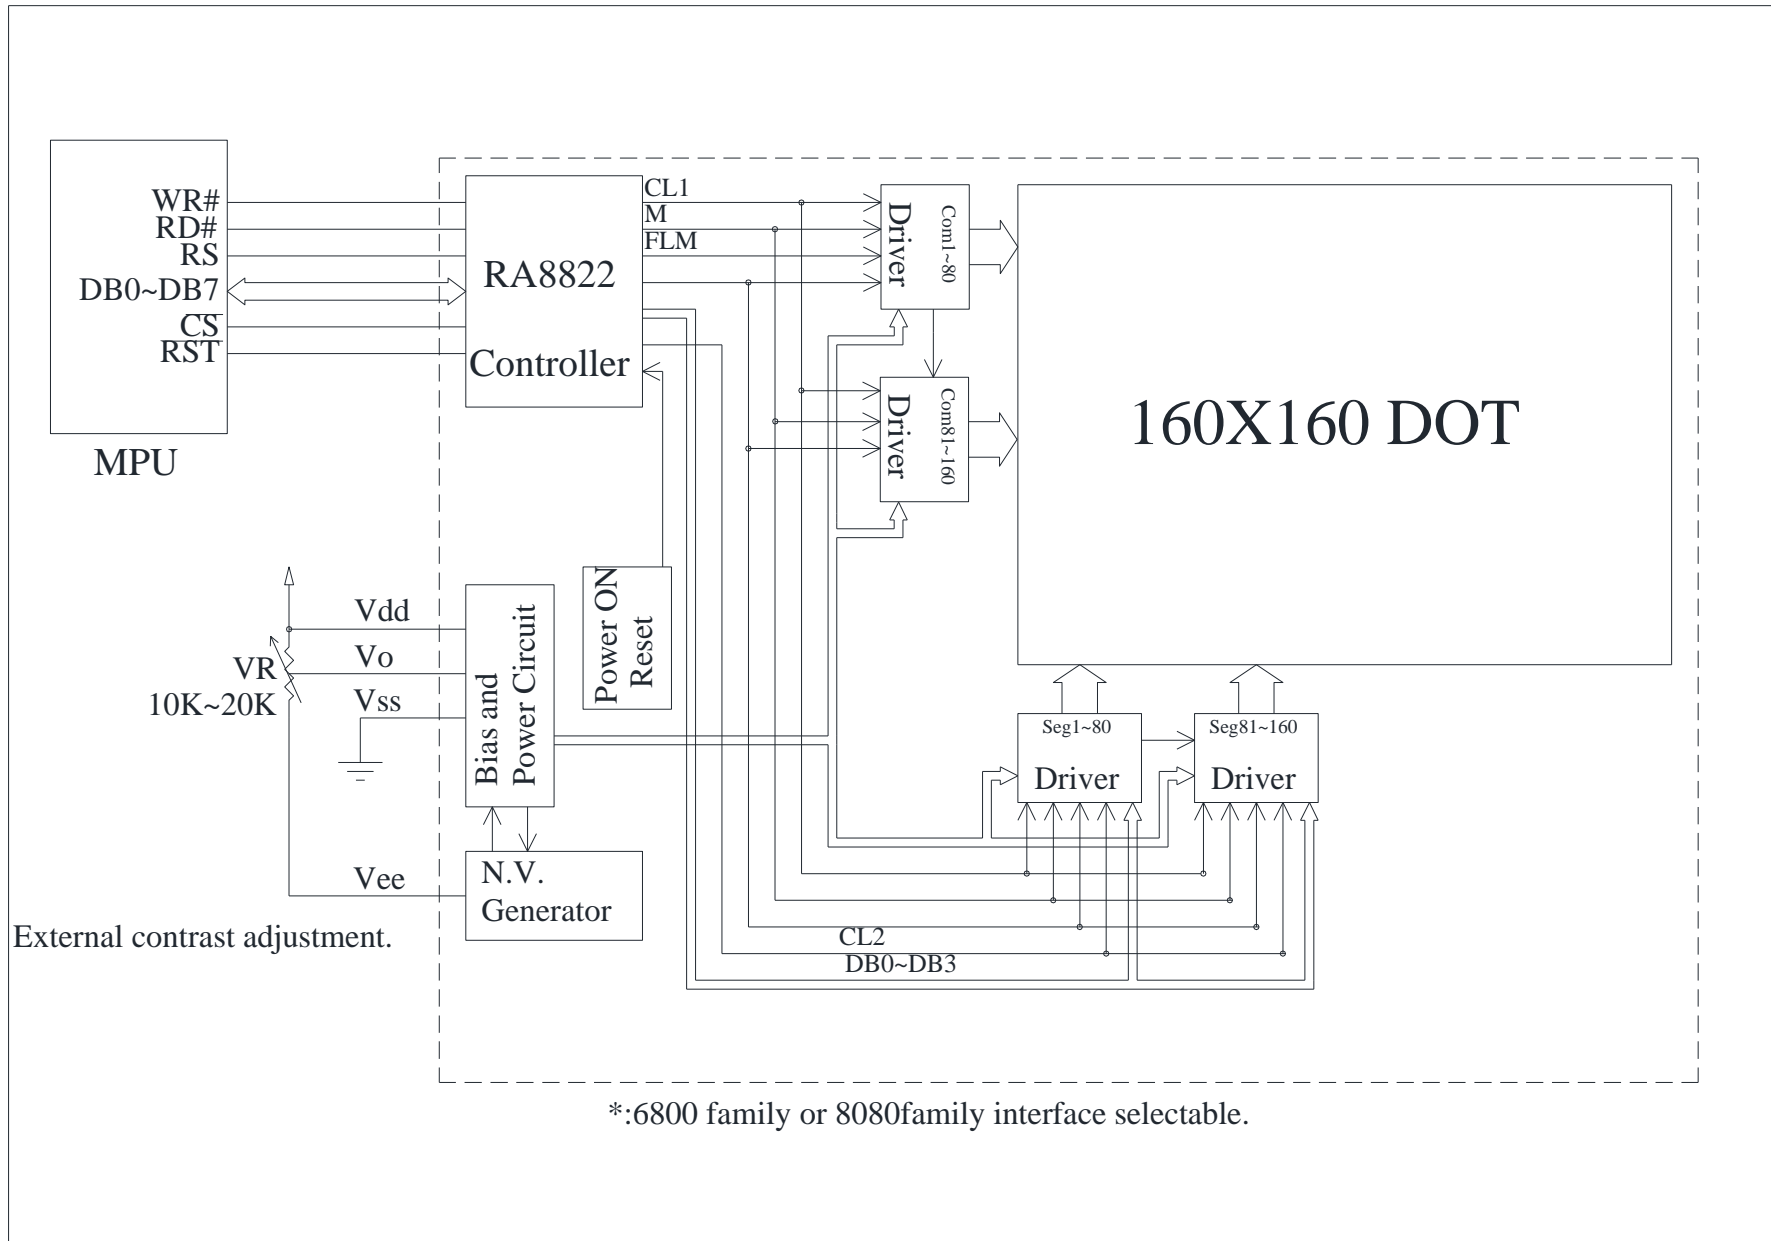 WR#
RD#
RS
DB0~DB7
CS
RST
MPU
RA8822
Controller
CL1
M
FLM
Driver
Com1~80
Driver
Com81~160
160X160 DOT
Vdd
Vo
Vss
VR
10K~20K
Vee
Bias and
Power Circuit
Power ON
Reset
N.V.
Generator
Seg1~80
Driver
Seg81~160
Driver
CL2
DB0~DB3
External contrast adjustment.
*:6800 family or 8080family interface selectable.